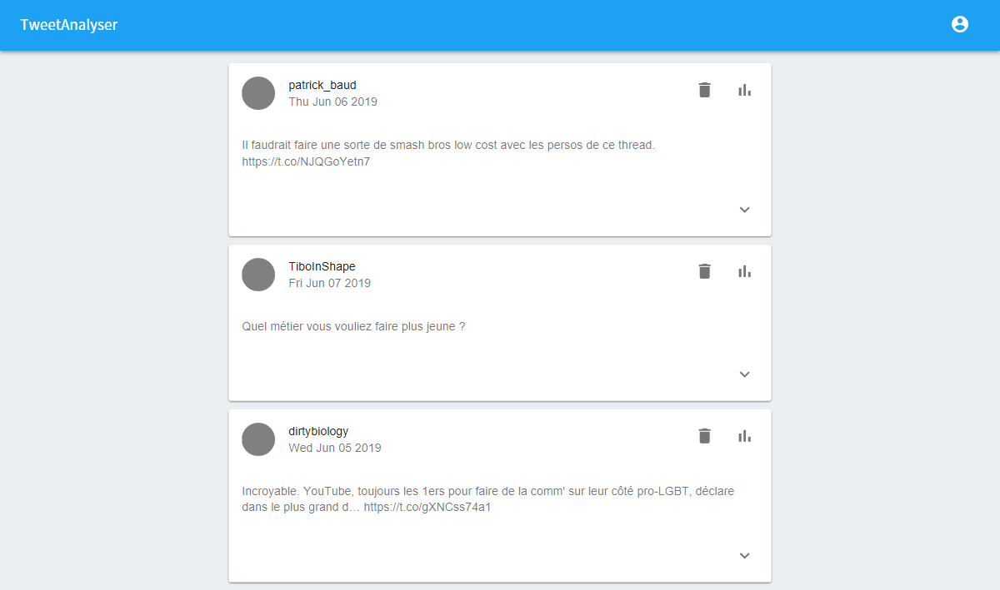 TweetAnalyser
patrick_baud
Thu Jun 06 2019
Il faudrait faire une sorte de smash bros low cost avec les persos de ce thread.
https://t.co/NJQGoYetn7
TiboInShape
Fri Jun 07 2019
Quel métier vous vouliez faire plus jeune ?
dirtybiology
Wed Jun 05 2019
Incroyable. YouTube, toujours les 1ers pour faire de la comm' sur leur côté pro-LGBT, déclare
dans le plus grand d… https://t.co/gXNCss74a1